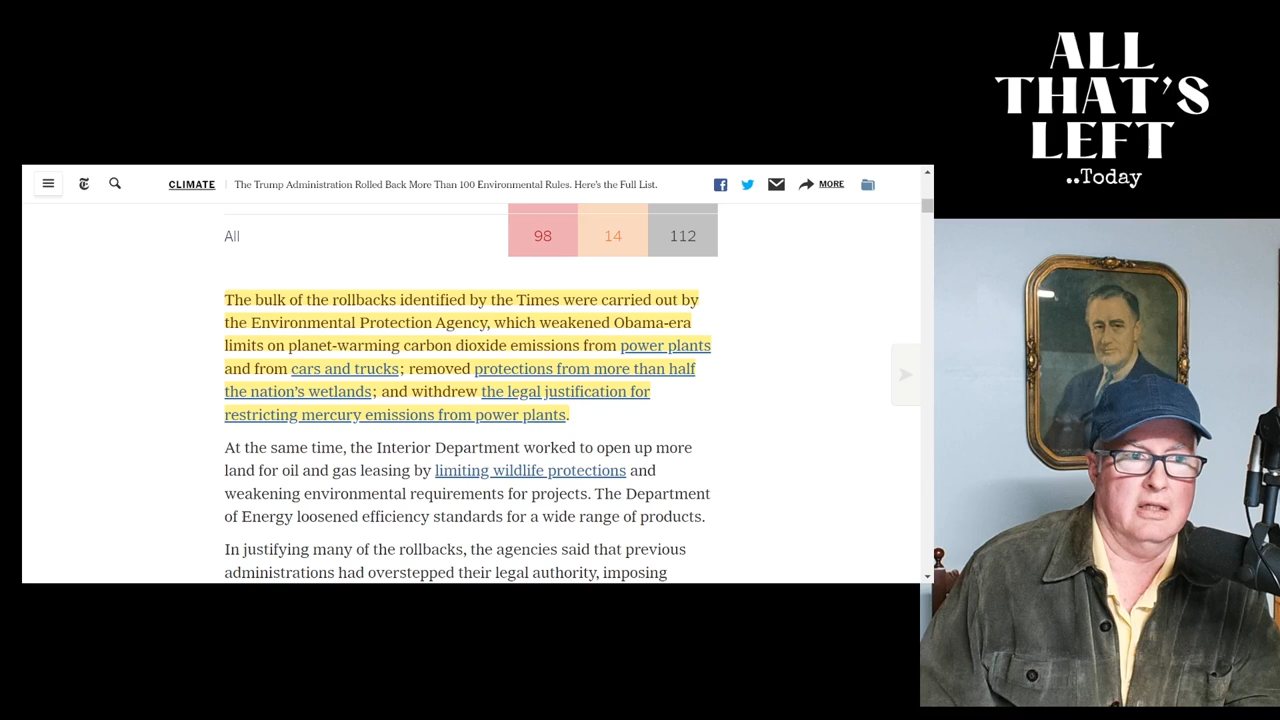 ALL
THAT'S
LEFT
..Today
CLIMATE
The Trump Administration Rolled Back More Than 100 Environmental Rules. Here's the Full List.
MORE
All 98 14 112
The bulk of the rollbacks identified by the Times were carried out by
the Environmental Protection Agency, which weakened Obama-era
limits on planet-warming carbon dioxide emissions from power plants
and from cars and trucks; removed protections from more than half
the nation's wetlands; and withdrew the legal justification for
restricting mercury emissions from power plants.
At the same time, the Interior Department worked to open up more
land for oil and gas leasing by limiting wildlife protections and
weakening environmental requirements for projects. The Department
of Energy loosened efficiency standards for a wide range of products.
In justifying many of the rollbacks, the agencies said that previous
administrations had overstepped their legal authority, imposing